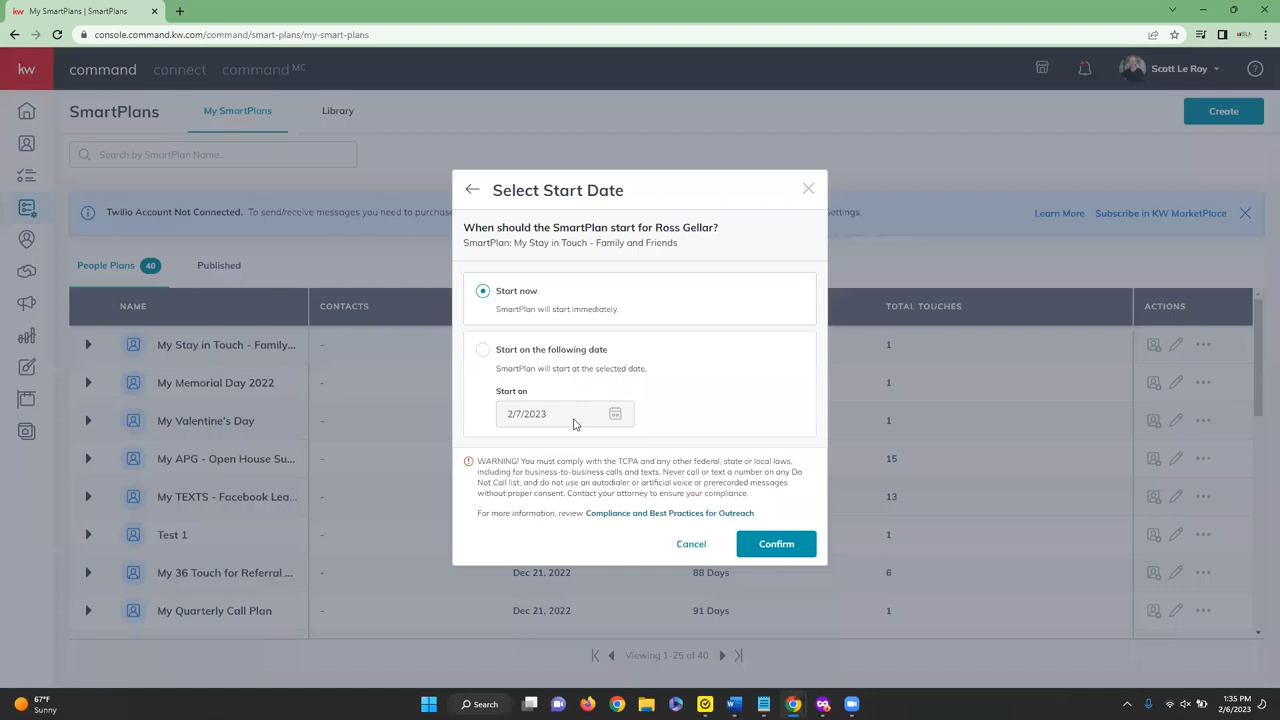 kw My SmartPlans | SmartPlans
console.command.kw.com/command/smart-plans/my-smart-plans
kw command connect command MC Scott Le Roy
SmartPlans My SmartPlans Library Create
Search by SmartPlan Name..
Twilio Account Not Connected. To send/receive messages you need to purchase ettings. Learn More Subscribe in KW MarketPlace
People Plans 40 Published
NAME CONTACTS TOTAL TOUCHES ACTIONS
My Stay in Touch - Family... - 1
My Memorial Day 2022 - 1
My Valentine's Day - 1
My APG - Open House Su... - 15
My TEXTS - Facebook Lea... - 13
Test 1 - 1
My 36 Touch for Referral ... - Dec 21, 2022 88 Days 6
My Quarterly Call Plan - Dec 21, 2022 91 Days 1
Viewing 1-25 of 40
Select Start Date
When should the SmartPlan start for Ross Gellar?
SmartPlan: My Stay in Touch - Family and Friends
Start now
SmartPlan will start immediately.
Start on the following date
SmartPlan will start at the selected date.
Start on
2/7/2023
WARNING! You must comply with the TCPA and any other federal, state or local laws,
including for business-to-business calls and texts. Never call or text a number on any Do
Not Call list, and do not use an autodialer or artificial voice or prerecorded messages
without proper consent. Contact your attorney to ensure your compliance.
For more information, review Compliance and Best Practices for Outreach
Cancel Confirm
67°F
Sunny
Search
1:35 PM
2/6/2023